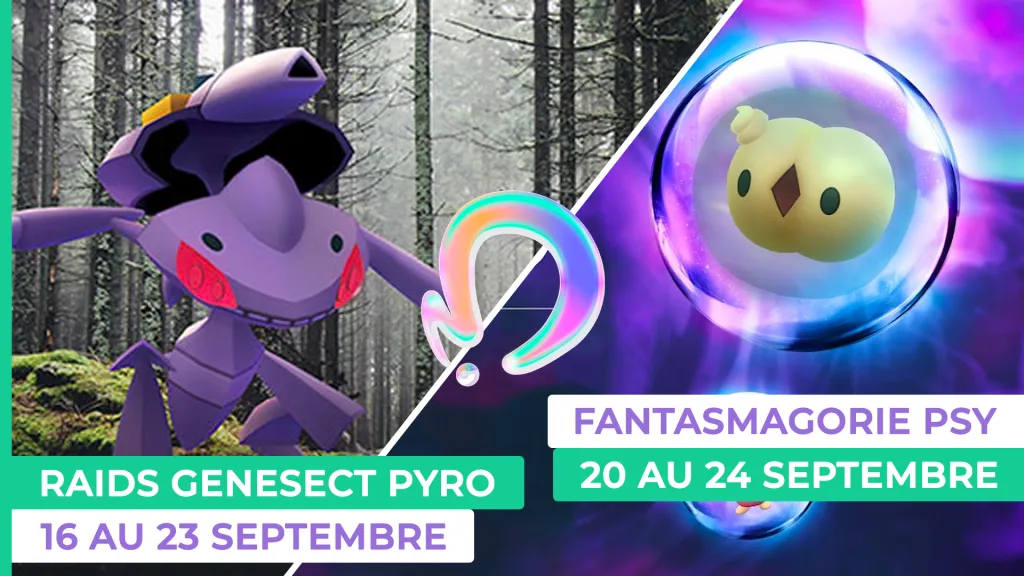 RAIDS GENESECT PYRO
16 AU 23 SEPTEMBRE
FANTASMAGORIE PSY
20 AU 24 SEPTEMBRE